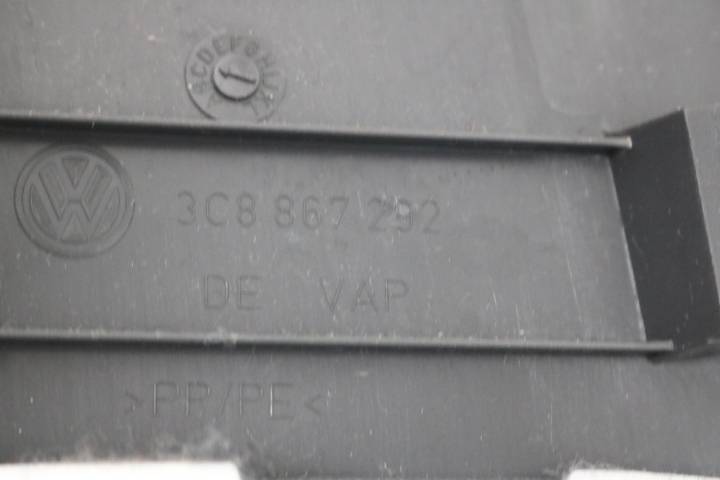 3C8 867 292
DE VAP
>PP/PE<